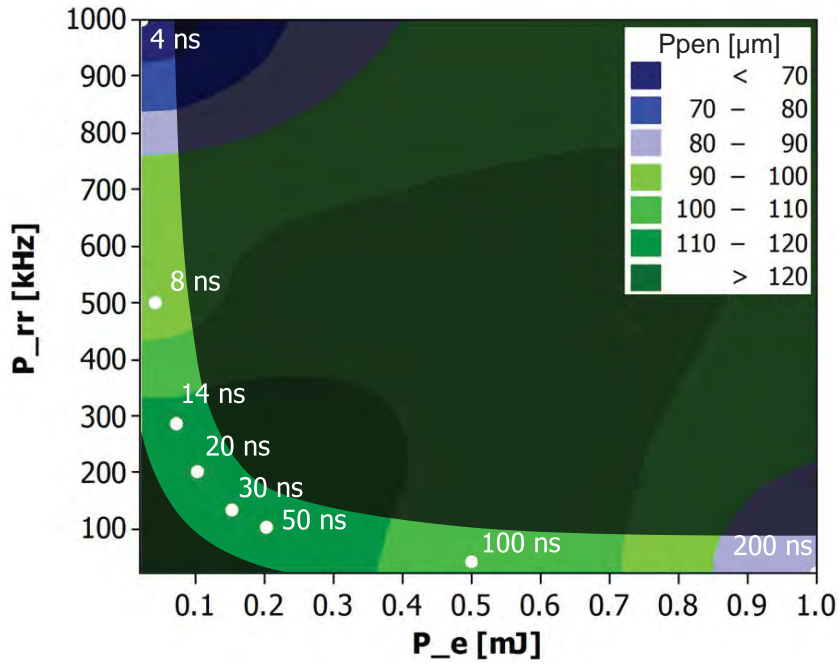 1000
900
800
700
600
500
400
300
200
100
P_rr [kHz]
4 ns
8 ns
14 ns
20 ns
30 ns
50 ns
100 ns
200 ns
Ppen [µm]
< 70
70 – 80
80 – 90
90 – 100
100 – 110
110 – 120
> 120
0.1 0.2 0.3 0.4 0.5 0.6 0.7 0.8 0.9 1.0
P_e [mJ]